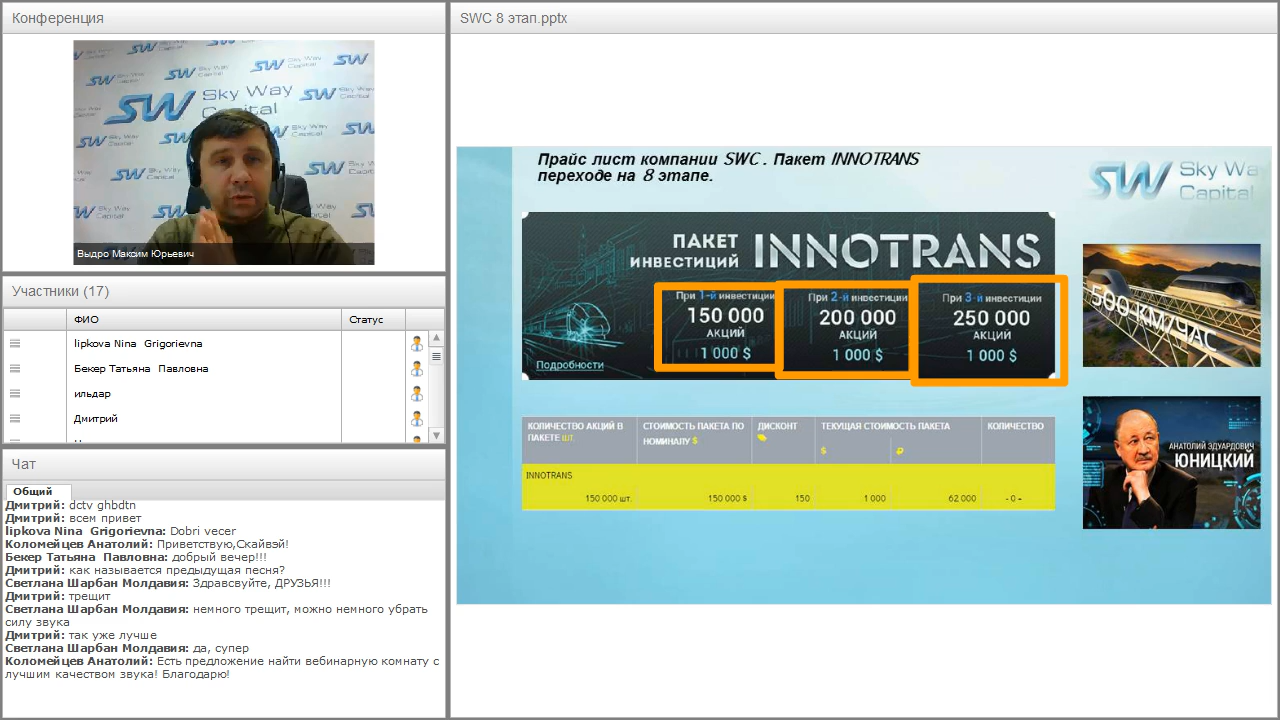 Конференция
SW
Sky Way
Capital
Выдро Максим Юрьевич
Участники (17)
ФИО
Статус
lipkova Nina Grigorievna
Бекер Татьяна Павловна
ильдар
Дмитрий
Чат
Общий
Дмитрий: dctv ghbdtn
Дмитрий: всем привет
lipkova Nina Grigorievna: Dobri vecer
Коломейцев Анатолий: Приветствую,Скайвэй!
Бекер Татьяна Павловна: добрый вечер!!!
Дмитрий: как называется предыдущая песня?
Светлана Шарбан Молдавия: Здравсвуйте, ДРУЗЬЯ!!!
Дмитрий: трещит
Светлана Шарбан Молдавия: немного трещит, можно немного убрать
силу звука
Дмитрий: так уже лучше
Светлана Шарбан Молдавия: да, супер
Коломейцев Анатолий: Есть предложение найти вебинарную комнату с
лучшим качеством звука! Благодарю!
SWC 8 этап.pptx
Прайс лист компании SWC . Пакет INNOTRANS
переходе на 8 этапе.
SW Sky Wa
Capital
ПАКЕТ
ИНВЕСТИЦИЙ INNOTRANS
При 1-й инвестиции
150 000
АКЦИЙ
1 000 $
При 2-й инвестиции
200 000
АКЦИЙ
1 000 $
При 3-й инвестиции
250 000
АКЦИЙ
1 000 $
Подробности
500 КМ/ЧАС
КОЛИЧЕСТВО АКЦИЙ В
ПАКЕТЕ ШТ.
СТОИМОСТЬ ПАКЕТА ПО
НОМИНАЛУ $
ДИСКОНТ
ТЕКУЩАЯ СТОИМОСТЬ ПАКЕТА
$ ₽
КОЛИЧЕСТВО
INNOTRANS
150 000 шт. 150 000 $ 150 1 000 62 000 - 0 +
АНАТОЛИЙ ЭДУАРДОВИЧ
ЮНИЦКИЙ